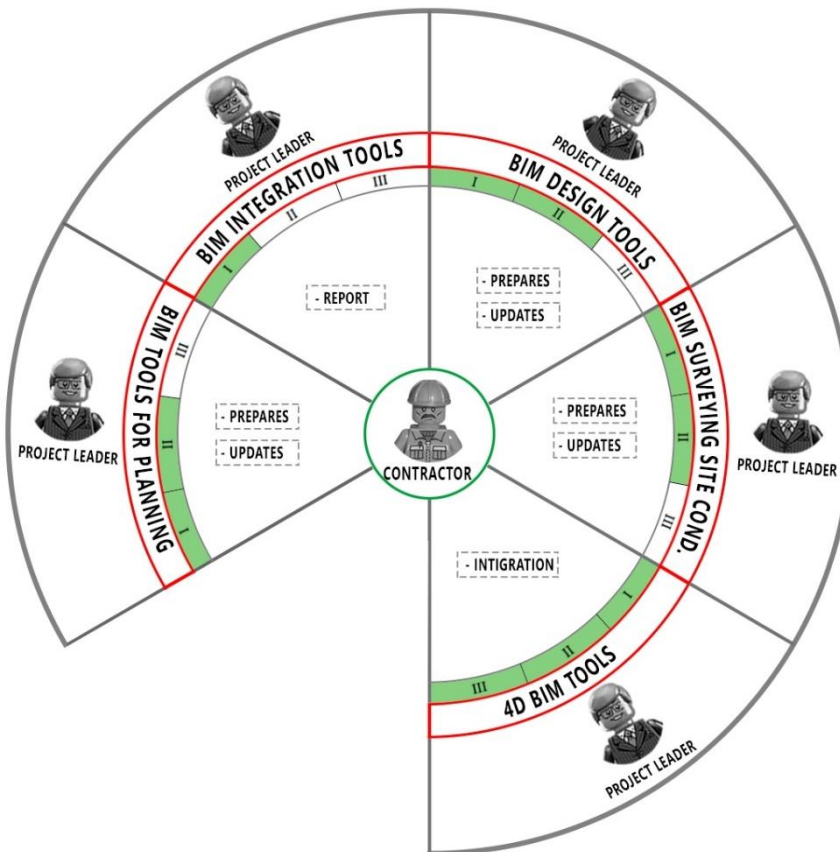 PROJECT LEADER
BIM INTEGRATION TOOLS
I
II
III
- REPORT
PROJECT LEADER
BIM DESIGN TOOLS
I
II
III
- PREPARES
- UPDATES
PROJECT LEADER
BIM SURVEYING SITE COND.
I
II
III
- PREPARES
- UPDATES
PROJECT LEADER
4D BIM TOOLS
I
II
III
- INTIGRATION
PROJECT LEADER
BIM TOOLS FOR PLANNING
I
II
III
- PREPARES
- UPDATES
CONTRACTOR